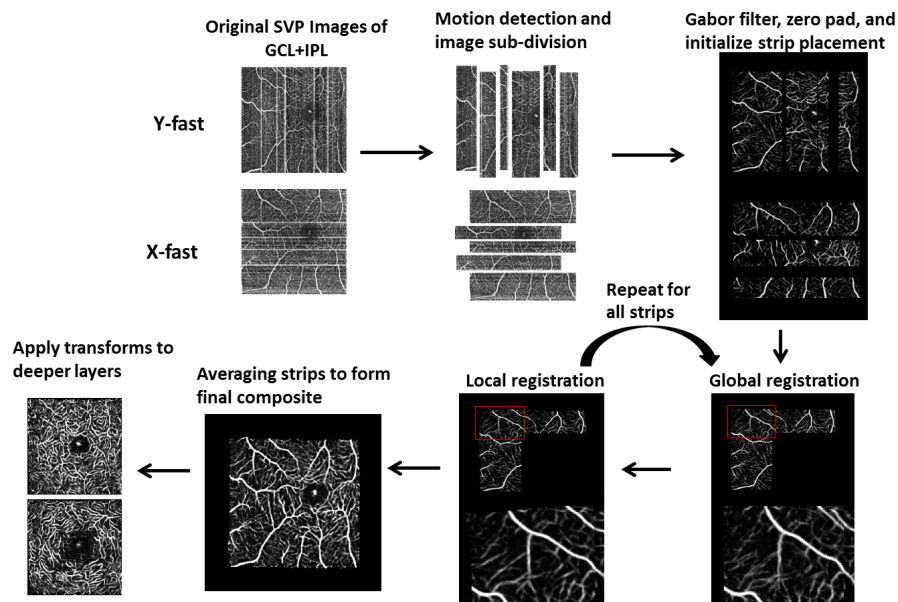 Original SVP Images of
GCL+IPL
Motion detection and
image sub-division
Gabor filter, zero pad, and
initialize strip placement
Y-fast
X-fast
Repeat for
all strips
Global registration
Local registration
Averaging strips to form
final composite
Apply transforms to
deeper layers